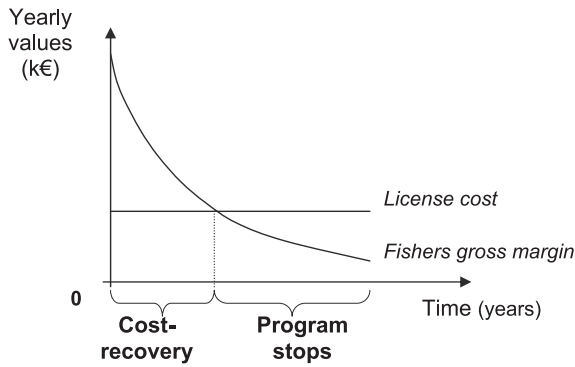 Yearly
values
(k€)
License cost
Fishers gross margin
0
Time (years)
Cost-
recovery
Program
stops